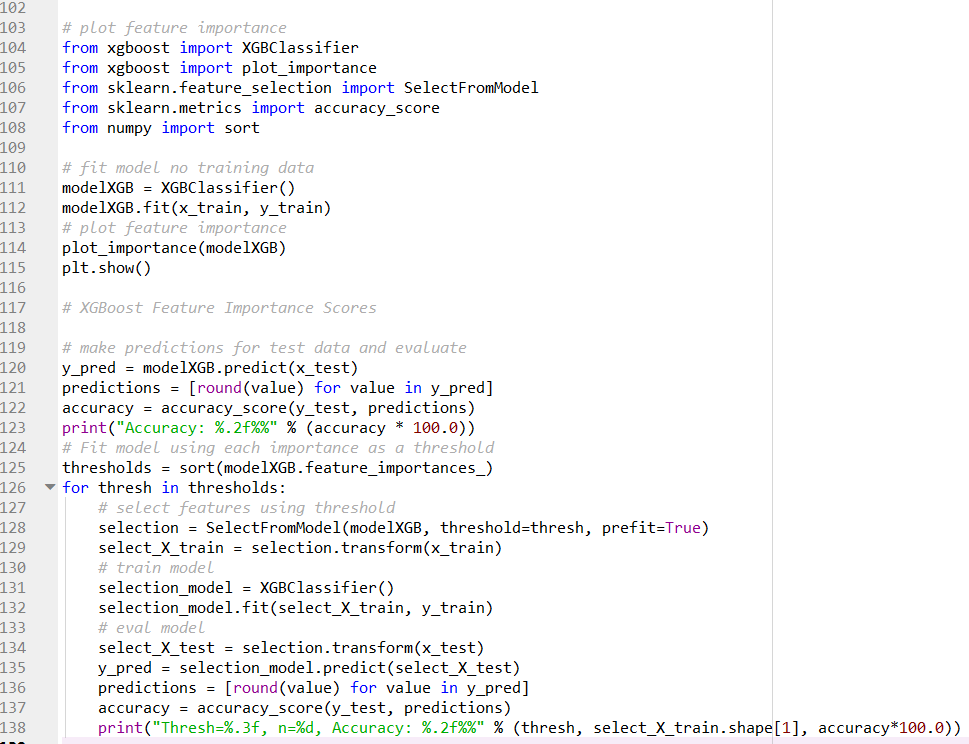 102
103 # plot feature importance
104 from xgboost import XGBClassifier
105 from xgboost import plot_importance
106 from sklearn.feature_selection import SelectFromModel
107 from sklearn.metrics import accuracy_score
108 from numpy import sort
109
110 # fit model no training data
111 modelXGB = XGBClassifier()
112 modelXGB.fit(x_train, y_train)
113 # plot feature importance
114 plot_importance(modelXGB)
115 plt.show()
116
117 # XGBoost Feature Importance Scores
118
119 # make predictions for test data and evaluate
120 y_pred = modelXGB.predict(x_test)
121 predictions = [round(value) for value in y_pred]
122 accuracy = accuracy_score(y_test, predictions)
123 print("Accuracy: %.2f%%" % (accuracy * 100.0))
124 # Fit model using each importance as a threshold
125 thresholds = sort(modelXGB.feature_importances_)
126 for thresh in thresholds:
127     # select features using threshold
128     selection = SelectFromModel(modelXGB, threshold=thresh, prefit=True)
129     select_X_train = selection.transform(x_train)
130     # train model
131     selection_model = XGBClassifier()
132     selection_model.fit(select_X_train, y_train)
133     # eval model
134     select_X_test = selection.transform(x_test)
135     y_pred = selection_model.predict(select_X_test)
136     predictions = [round(value) for value in y_pred]
137     accuracy = accuracy_score(y_test, predictions)
138     print("Thresh=%.3f, n=%d, Accuracy: %.2f%%" % (thresh, select_X_train.shape[1], accuracy*100.0))